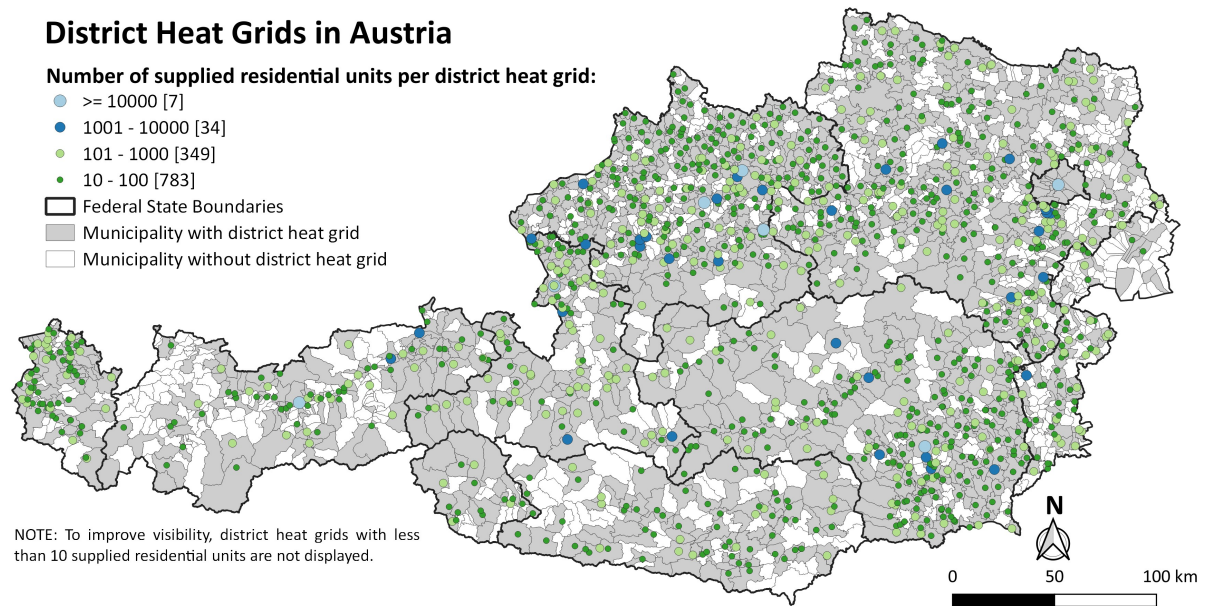 District Heat Grids in Austria
Number of supplied residential units per district heat grid:
>= 10000 [7]
1001 - 10000 [34]
101 - 1000 [349]
10 - 100 [783]
Federal State Boundaries
Municipality with district heat grid
Municipality without district heat grid
NOTE: To improve visibility, district heat grids with less
than 10 supplied residential units are not displayed.
N
0 50 100 km